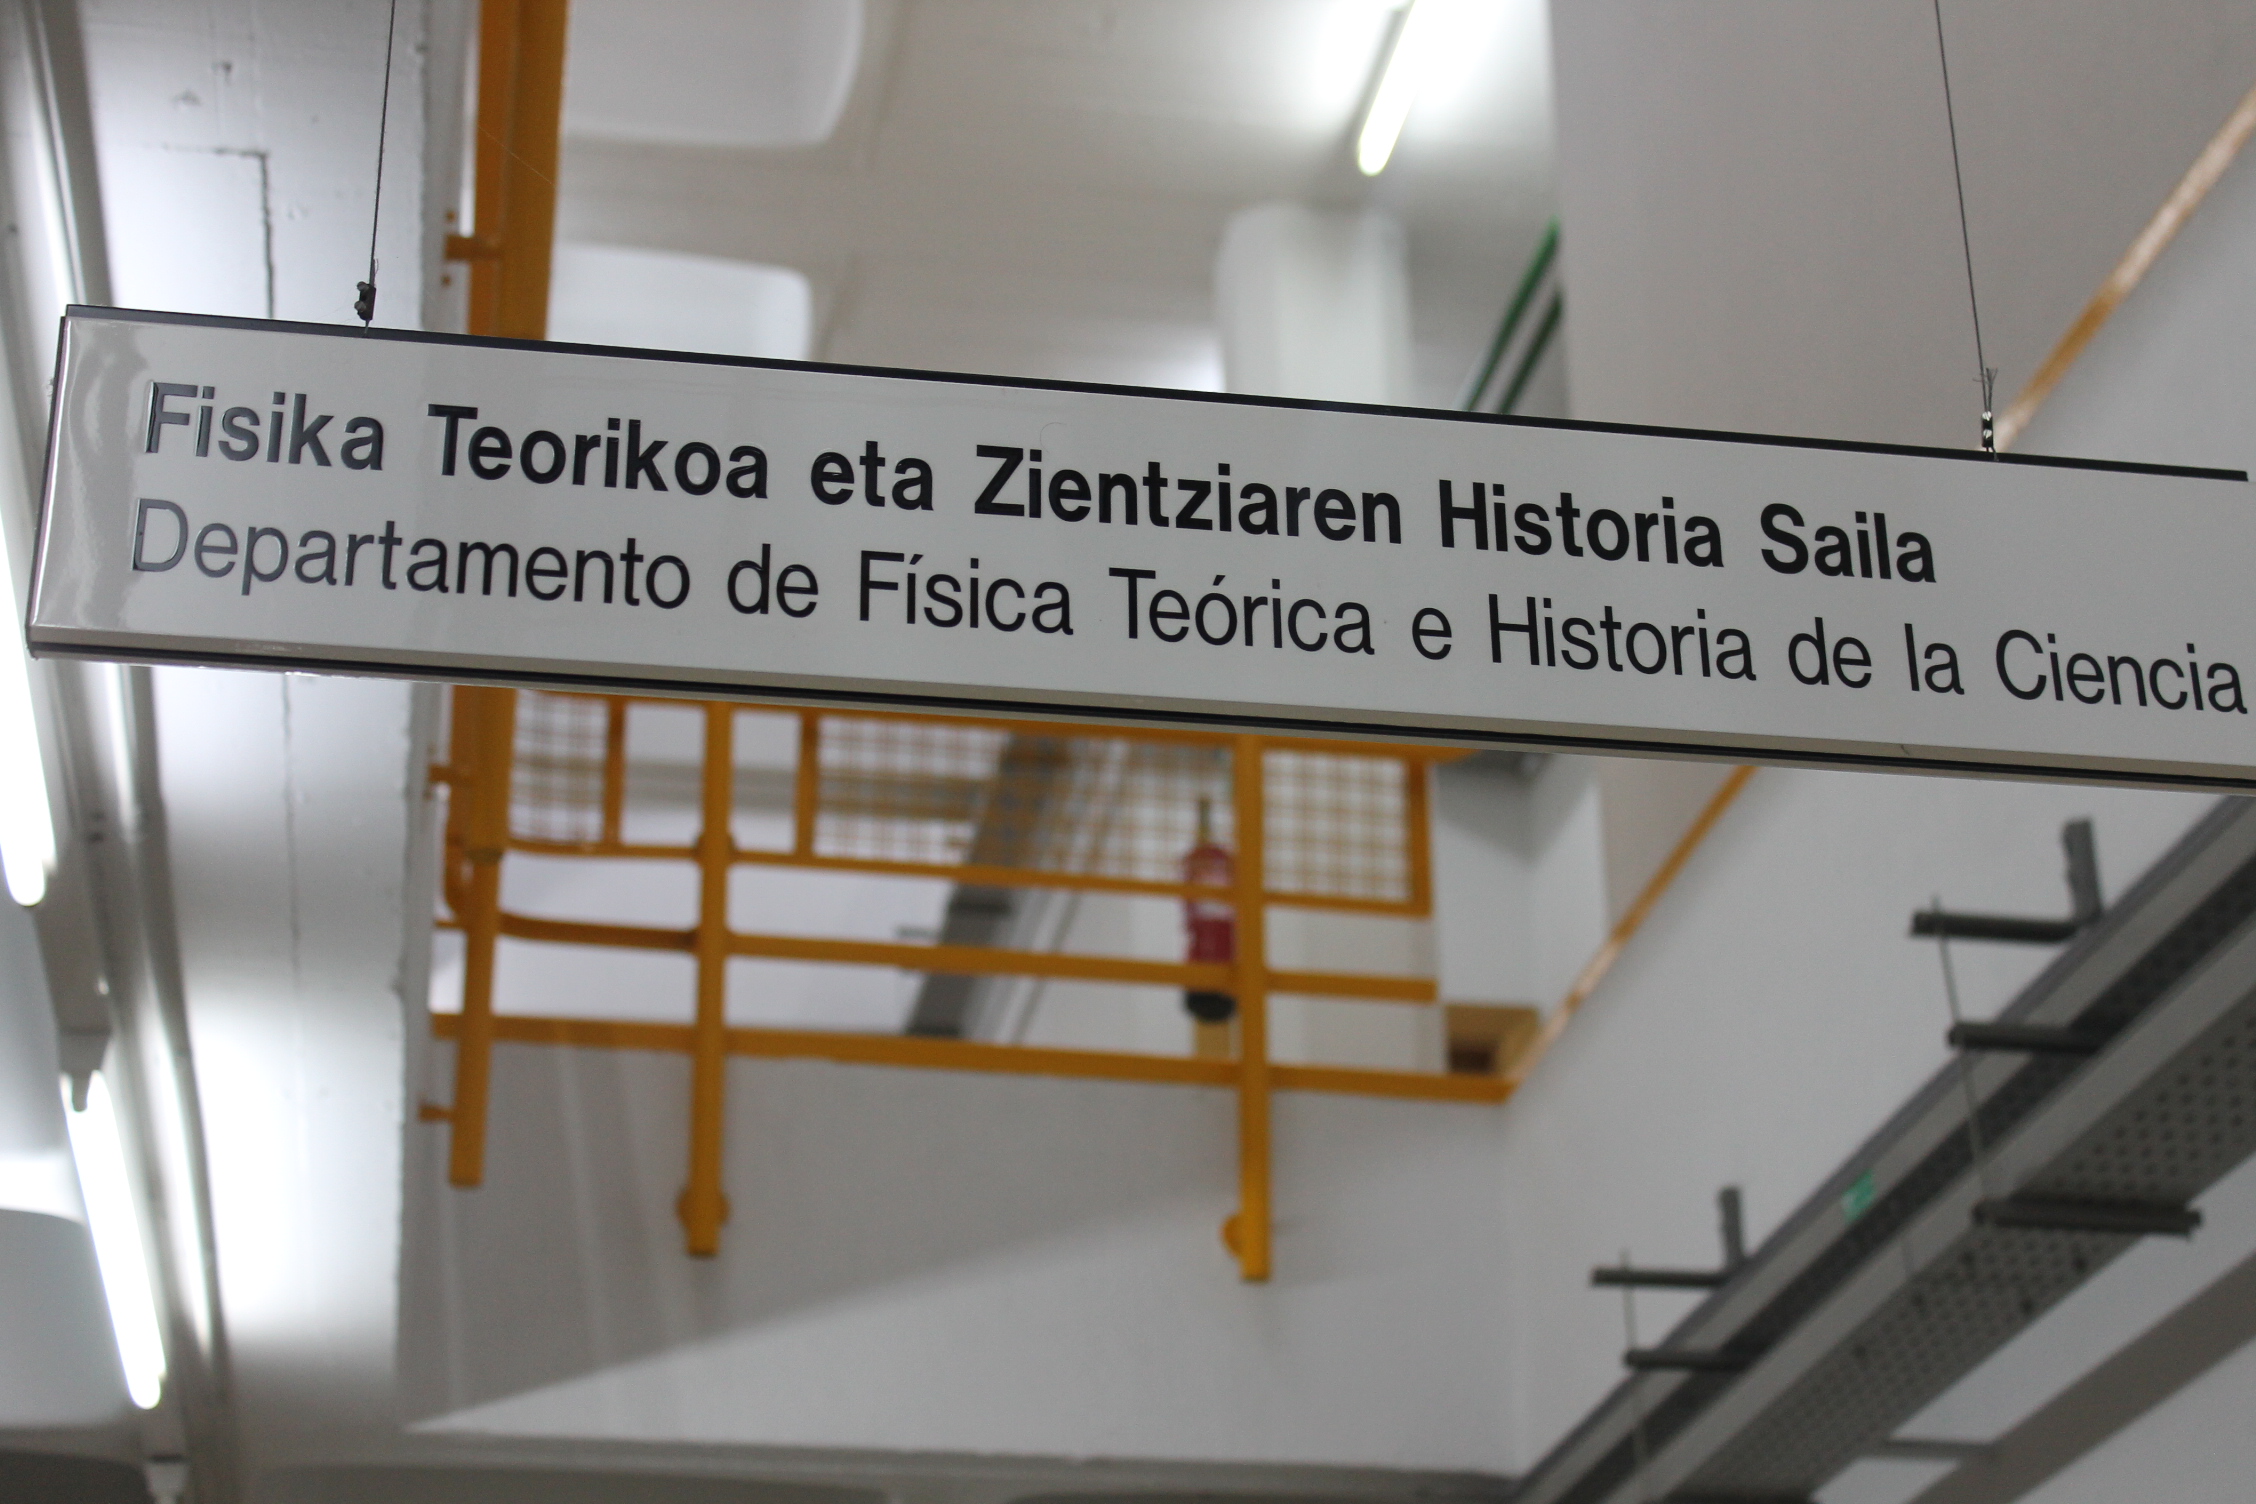 Fisika Teorikoa eta Zientziaren Historia Saila
Departamento de Física Teórica e Historia de la Ciencia